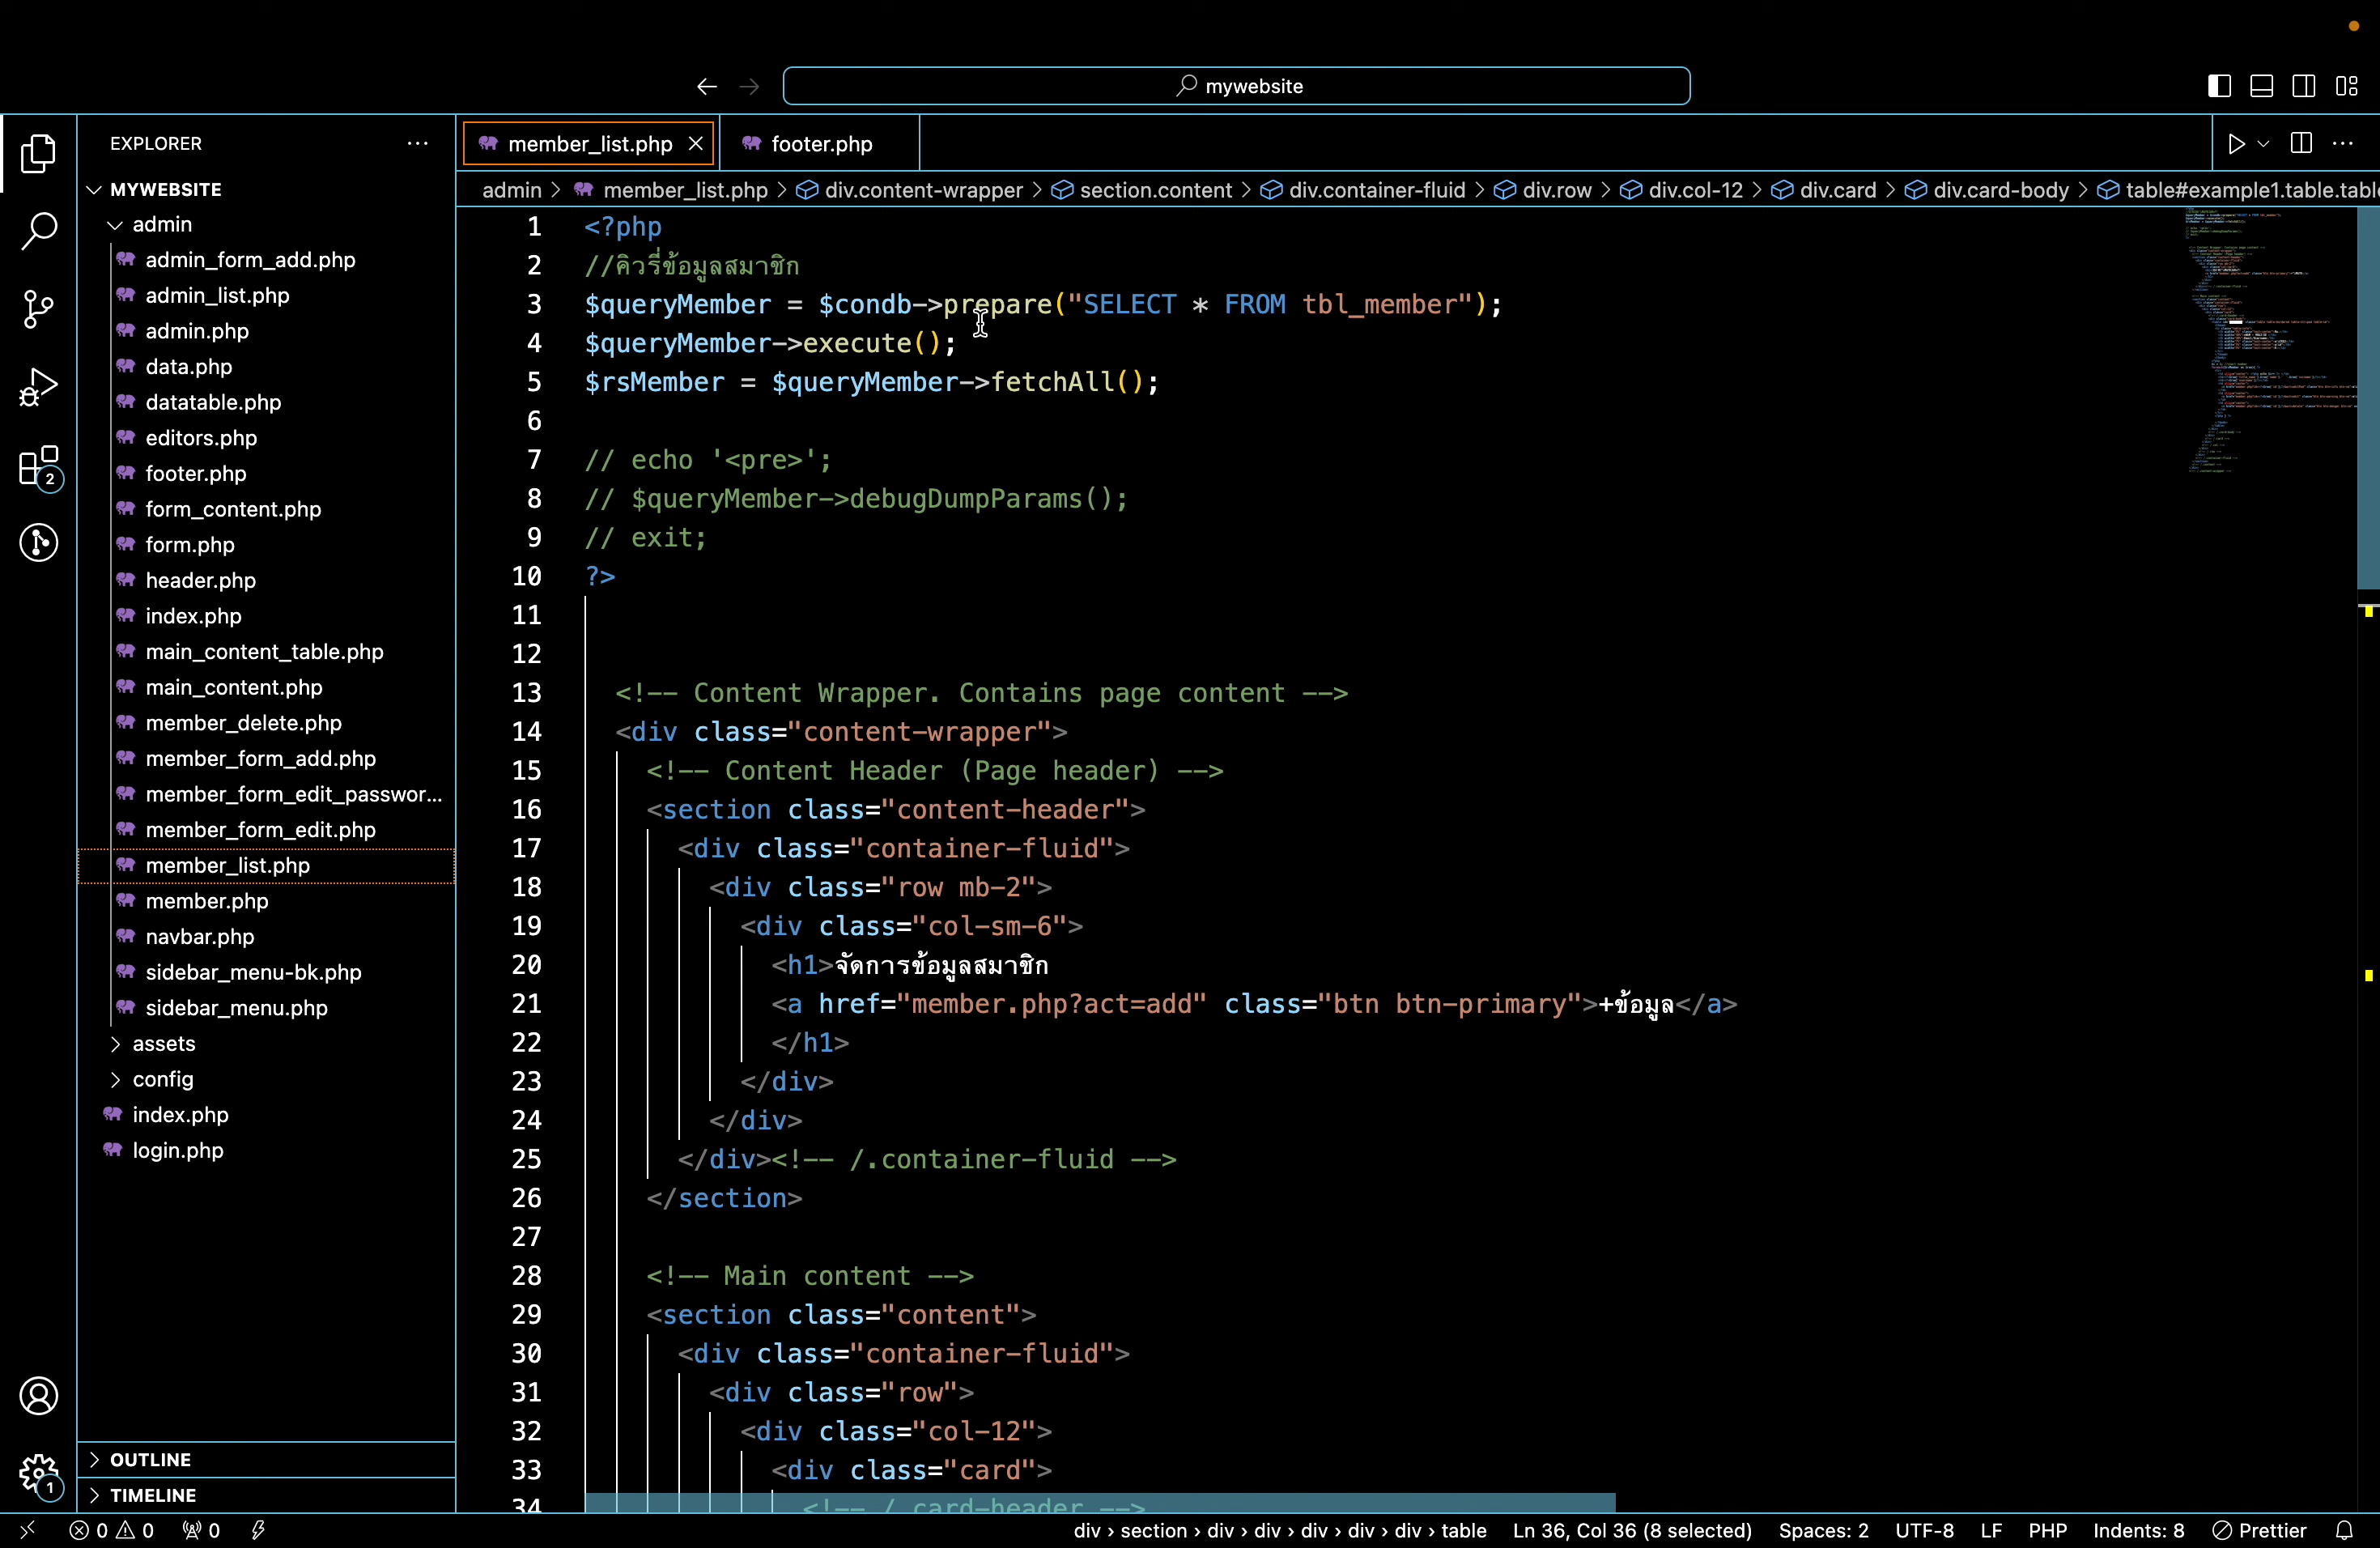 mywebsite
EXPLORER
MYWEBSITE
admin
admin_form_add.php
admin_list.php
admin.php
data.php
datatable.php
editors.php
footer.php
form_content.php
form.php
header.php
index.php
main_content_table.php
main_content.php
member_delete.php
member_form_add.php
member_form_edit_passwor...
member_form_edit.php
member_list.php
member.php
navbar.php
sidebar_menu-bk.php
sidebar_menu.php
assets
config
index.php
login.php
OUTLINE
TIMELINE
2
1
member_list.php
footer.php
admin > member_list.php > div.content-wrapper > section.content > div.container-fluid > div.row > div.col-12 > div.card > div.card-body > table#example1.table.tabl
1 <?php
2 //คิวรี่ข้อมูลสมาชิก
3 $queryMember = $condb->prepare("SELECT * FROM tbl_member");
4 $queryMember->execute();
5 $rsMember = $queryMember->fetchAll();
6
7 // echo '<pre>';
8 // $queryMember->debugDumpParams();
9 // exit;
10 ?>
11
12
13 <!-- Content Wrapper. Contains page content -->
14 <div class="content-wrapper">
15 <!-- Content Header (Page header) -->
16 <section class="content-header">
17 <div class="container-fluid">
18 <div class="row mb-2">
19 <div class="col-sm-6">
20 <h1>จัดการข้อมูลสมาชิก
21 <a href="member.php?act=add" class="btn btn-primary">+ข้อมูล</a>
22 </h1>
23 </div>
24 </div>
25 </div><!-- /.container-fluid -->
26 </section>
27
28 <!-- Main content -->
29 <section class="content">
30 <div class="container-fluid">
31 <div class="row">
32 <div class="col-12">
33 <div class="card">
34 <!-- /.card-header -->
0 0 0
div > section > div > div > div > div > div > table Ln 36, Col 36 (8 selected) Spaces: 2 UTF-8 LF PHP Indents: 8 Prettier